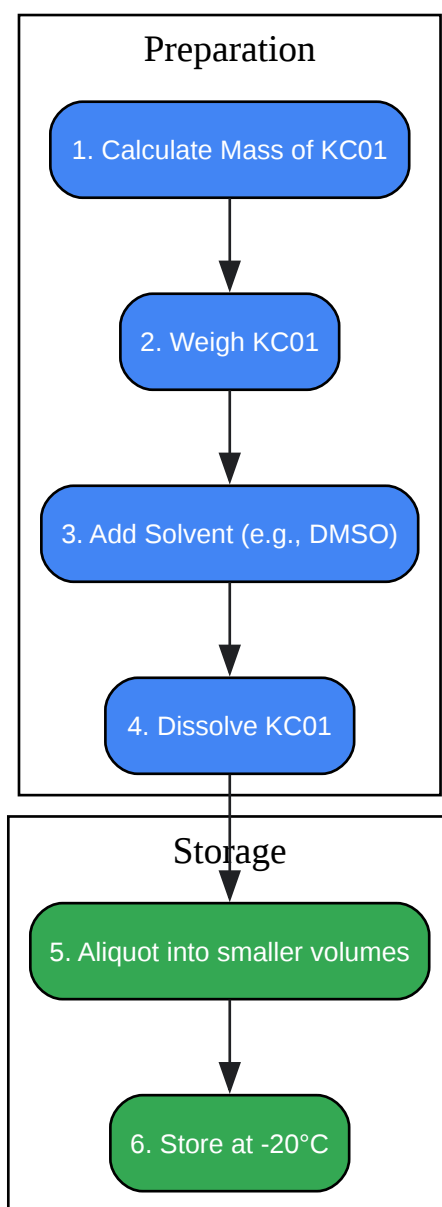 Preparation
1. Calculate Mass of KC01
2. Weigh KC01
3. Add Solvent (e.g., DMSO)
4. Dissolve KC01
Storage
5. Aliquot into smaller volumes
6. Store at -20°C